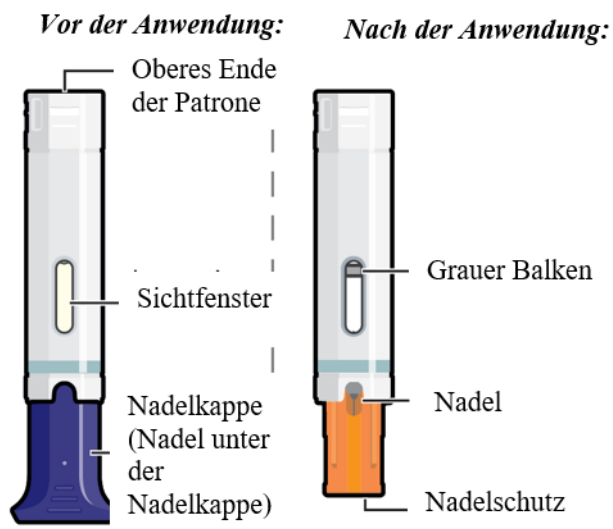 Vor der Anwendung:
Oberes Ende
der Patrone
Sichtfenster
Nadelkappe
(Nadel unter
der
Nadelkappe)
Nach der Anwendung:
Grauer Balken
Nadel
Nadelschutz